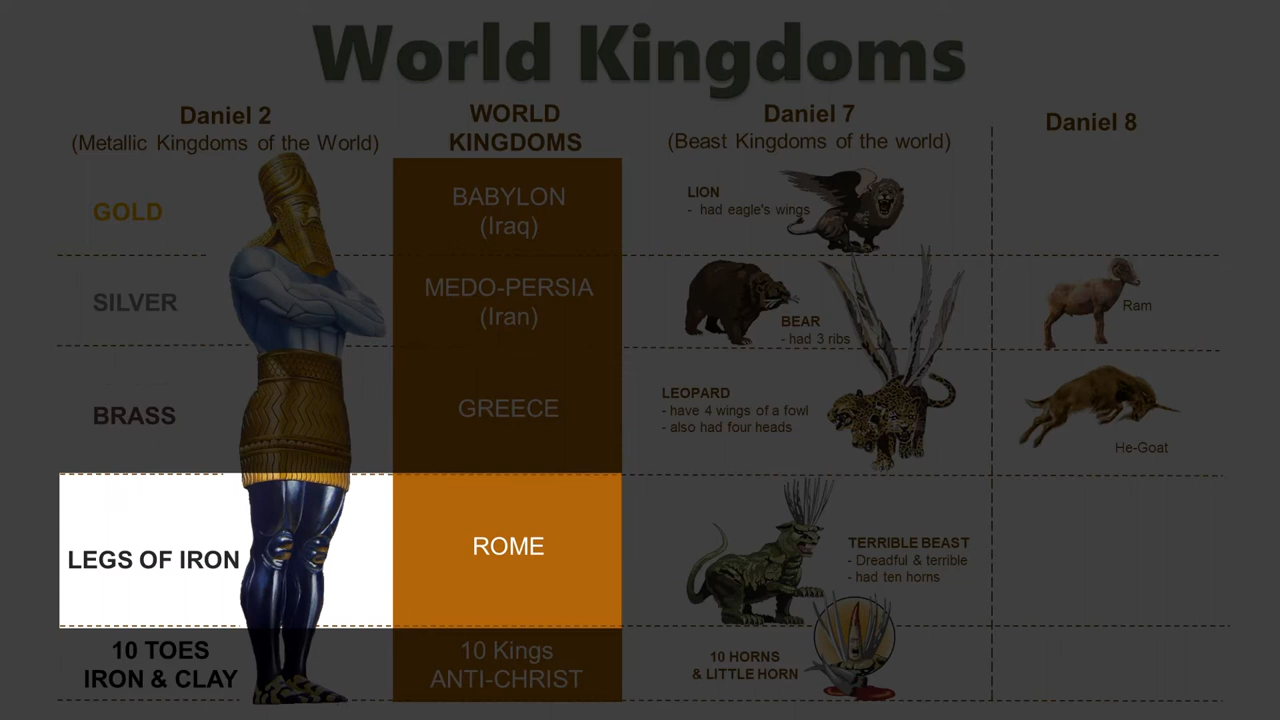 World Kingdoms
Daniel 2
(Metallic Kingdoms of the World)
WORLD
KINGDOMS
Daniel 7
(Beast Kingdoms of the world)
Daniel 8
GOLD
BABYLON
(Iraq)
LION
- had eagle's wings
SILVER
MEDO-PERSIA
(Iran)
BEAR
- had 3 ribs
Ram
BRASS
GREECE
LEOPARD
- have 4 wings of a fowl
- also had four heads
He-Goat
LEGS OF IRON
ROME
TERRIBLE BEAST
- Dreadful & terrible
- had ten horns
10 TOES
IRON & CLAY
10 Kings
ANTI-CHRIST
10 HORNS
& LITTLE HORN